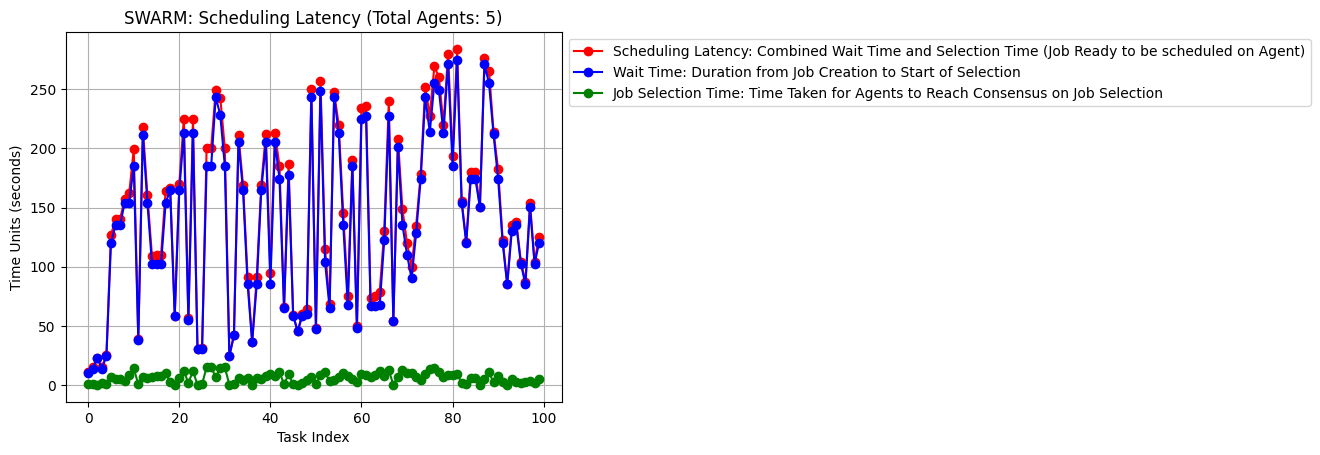 SWARM: Scheduling Latency (Total Agents: 5)
Scheduling Latency: Combined Wait Time and Selection Time (Job Ready to be scheduled on Agent)
Wait Time: Duration from Job Creation to Start of Selection
Job Selection Time: Time Taken for Agents to Reach Consensus on Job Selection
Time Units (seconds)
250
200
150
100
50
0
0 20 40 60 80 100
Task Index